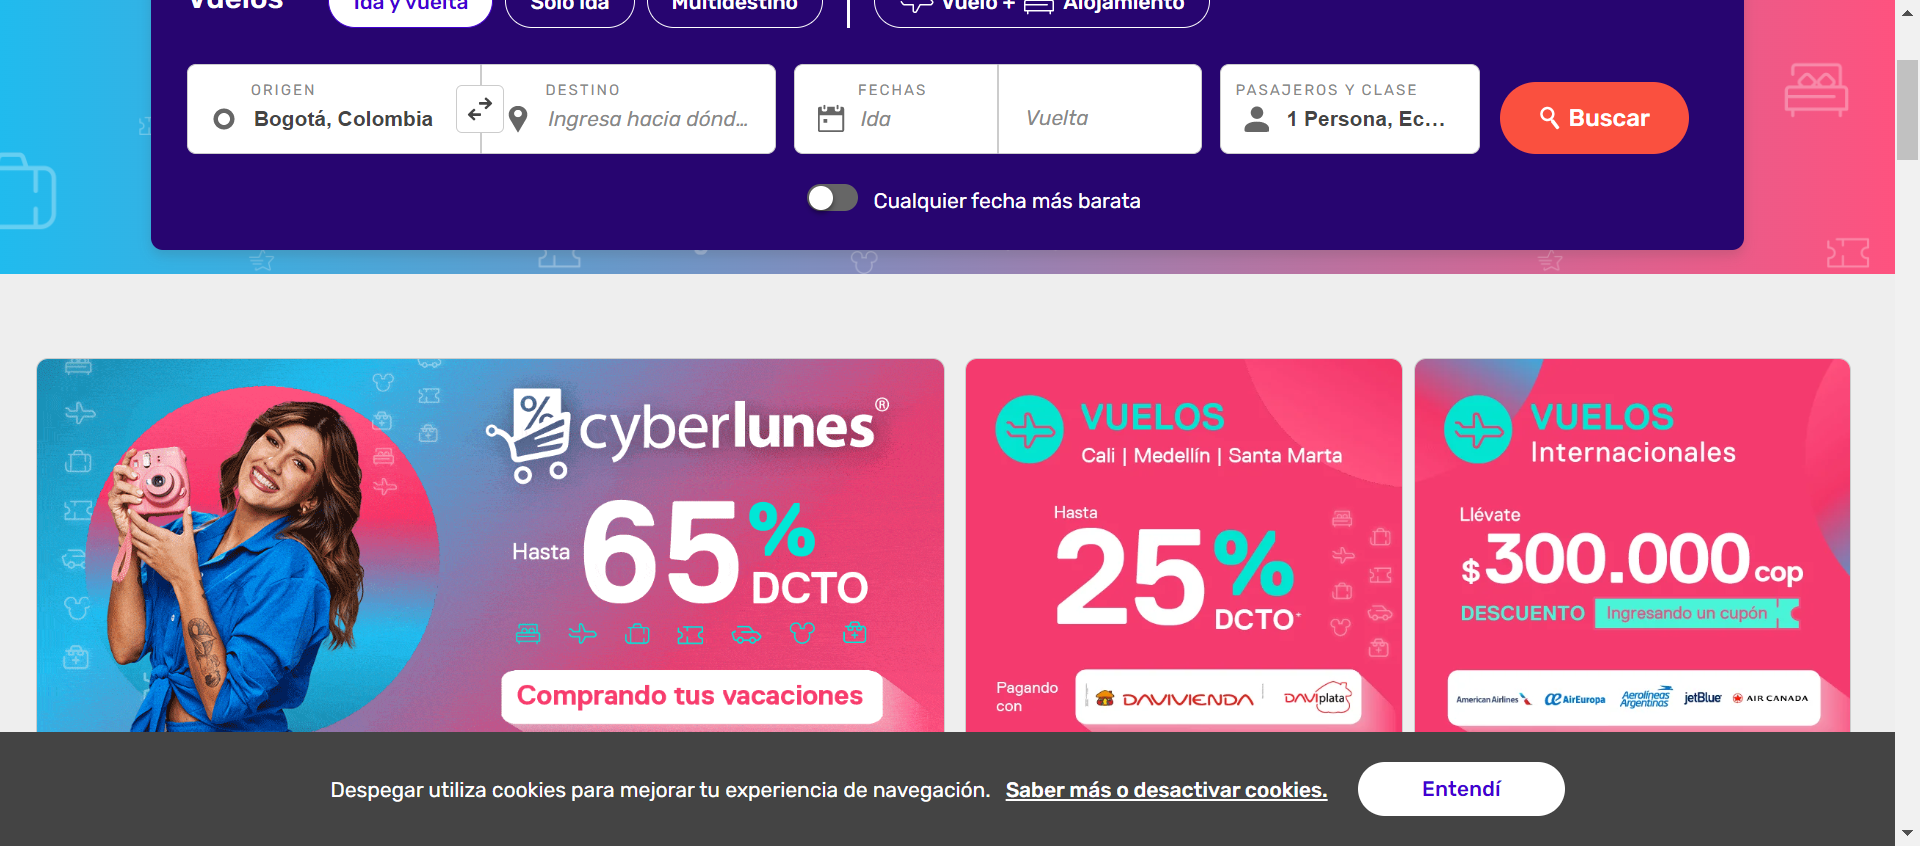 Vuelos
Ida y vuelta
Solo ida
Multidestino
Vuelo + Alojamiento
ORIGEN
Bogotá, Colombia
DESTINO
Ingresa hacia dónd...
FECHAS
Ida
Vuelta
PASAJEROS Y CLASE
1 Persona, Ec...
Buscar
Cualquier fecha más barata
cyberlunes®
Hasta 65% DCTO
Comprando tus vacaciones
VUELOS
Cali | Medellín | Santa Marta
Hasta
25% DCTO*
Pagando con
DAVIVIENDA
DAVIplata
VUELOS
Internacionales
Llévate
$300.000 cop
DESCUENTO Ingresando un cupón
American Airlines AirEuropa Aerolíneas Argentinas jetBlue AIR CANADA
Despegar utiliza cookies para mejorar tu experiencia de navegación. Saber más o desactivar cookies.
Entendí